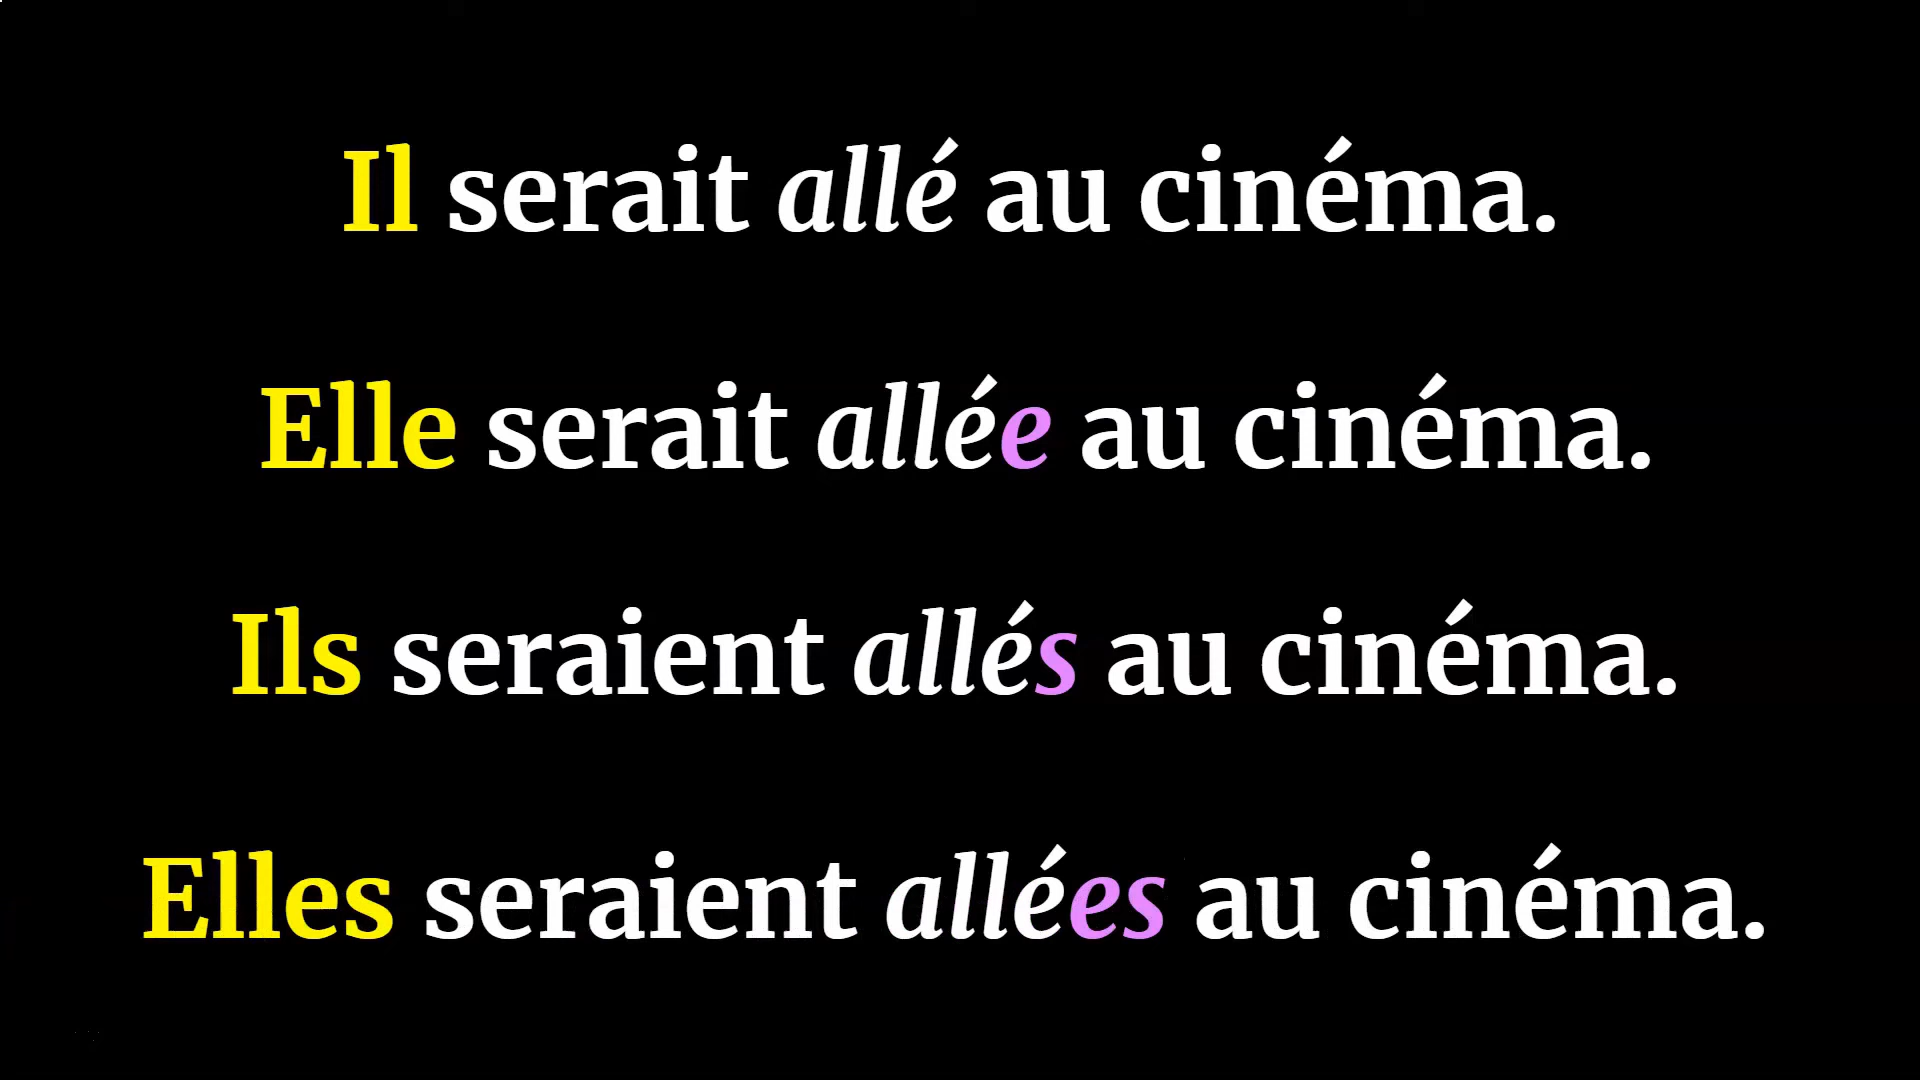 Il serait allé au cinéma.
Elle serait allée au cinéma.
Ils seraient allés au cinéma.
Elles seraient allées au cinéma.